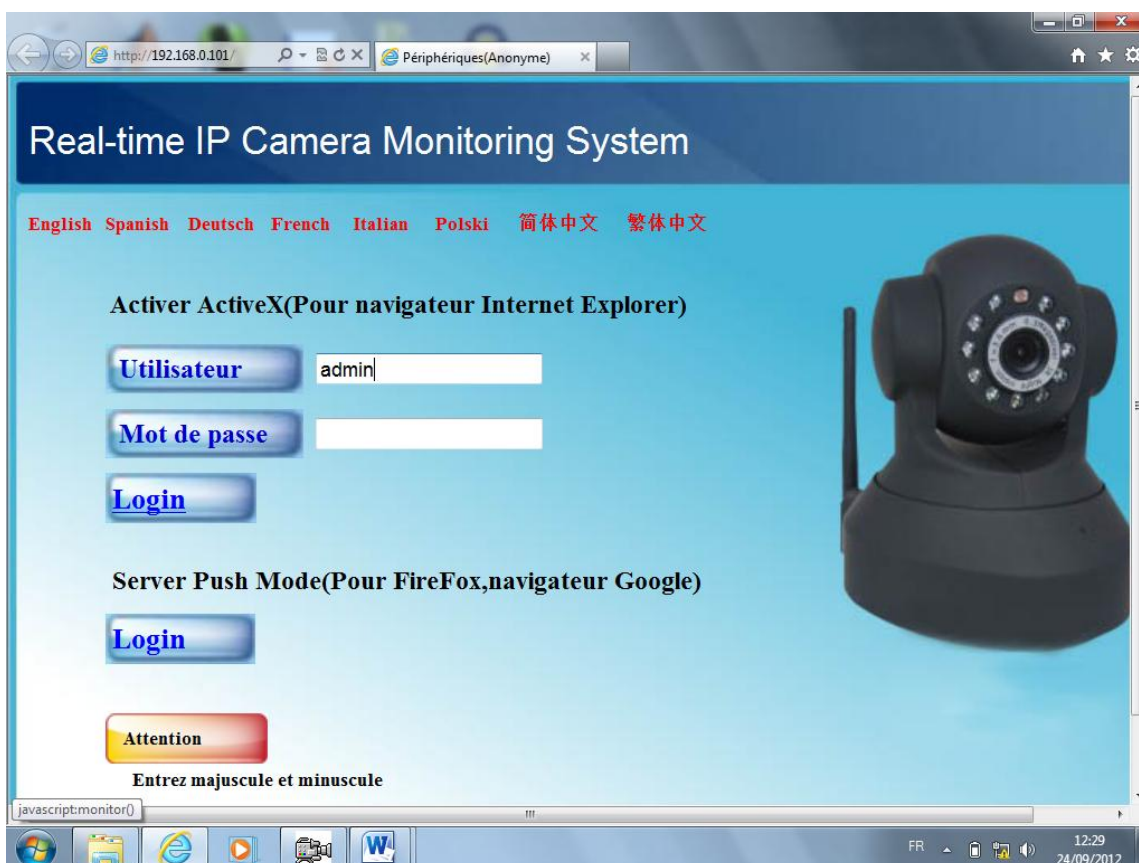 http://192.168.0.101/ Périphériques(Anonyme)
Real-time IP Camera Monitoring System
English Spanish Deutsch French Italian Polski 简体中文 繁体中文
Activer ActiveX(Pour navigateur Internet Explorer)
Utilisateur admin
Mot de passe
Login
Server Push Mode(Pour FireFox,navigateur Google)
Login
Attention
Entrez majuscule et minuscule
javascript:monitor()
FR 12:29
24/09/2012